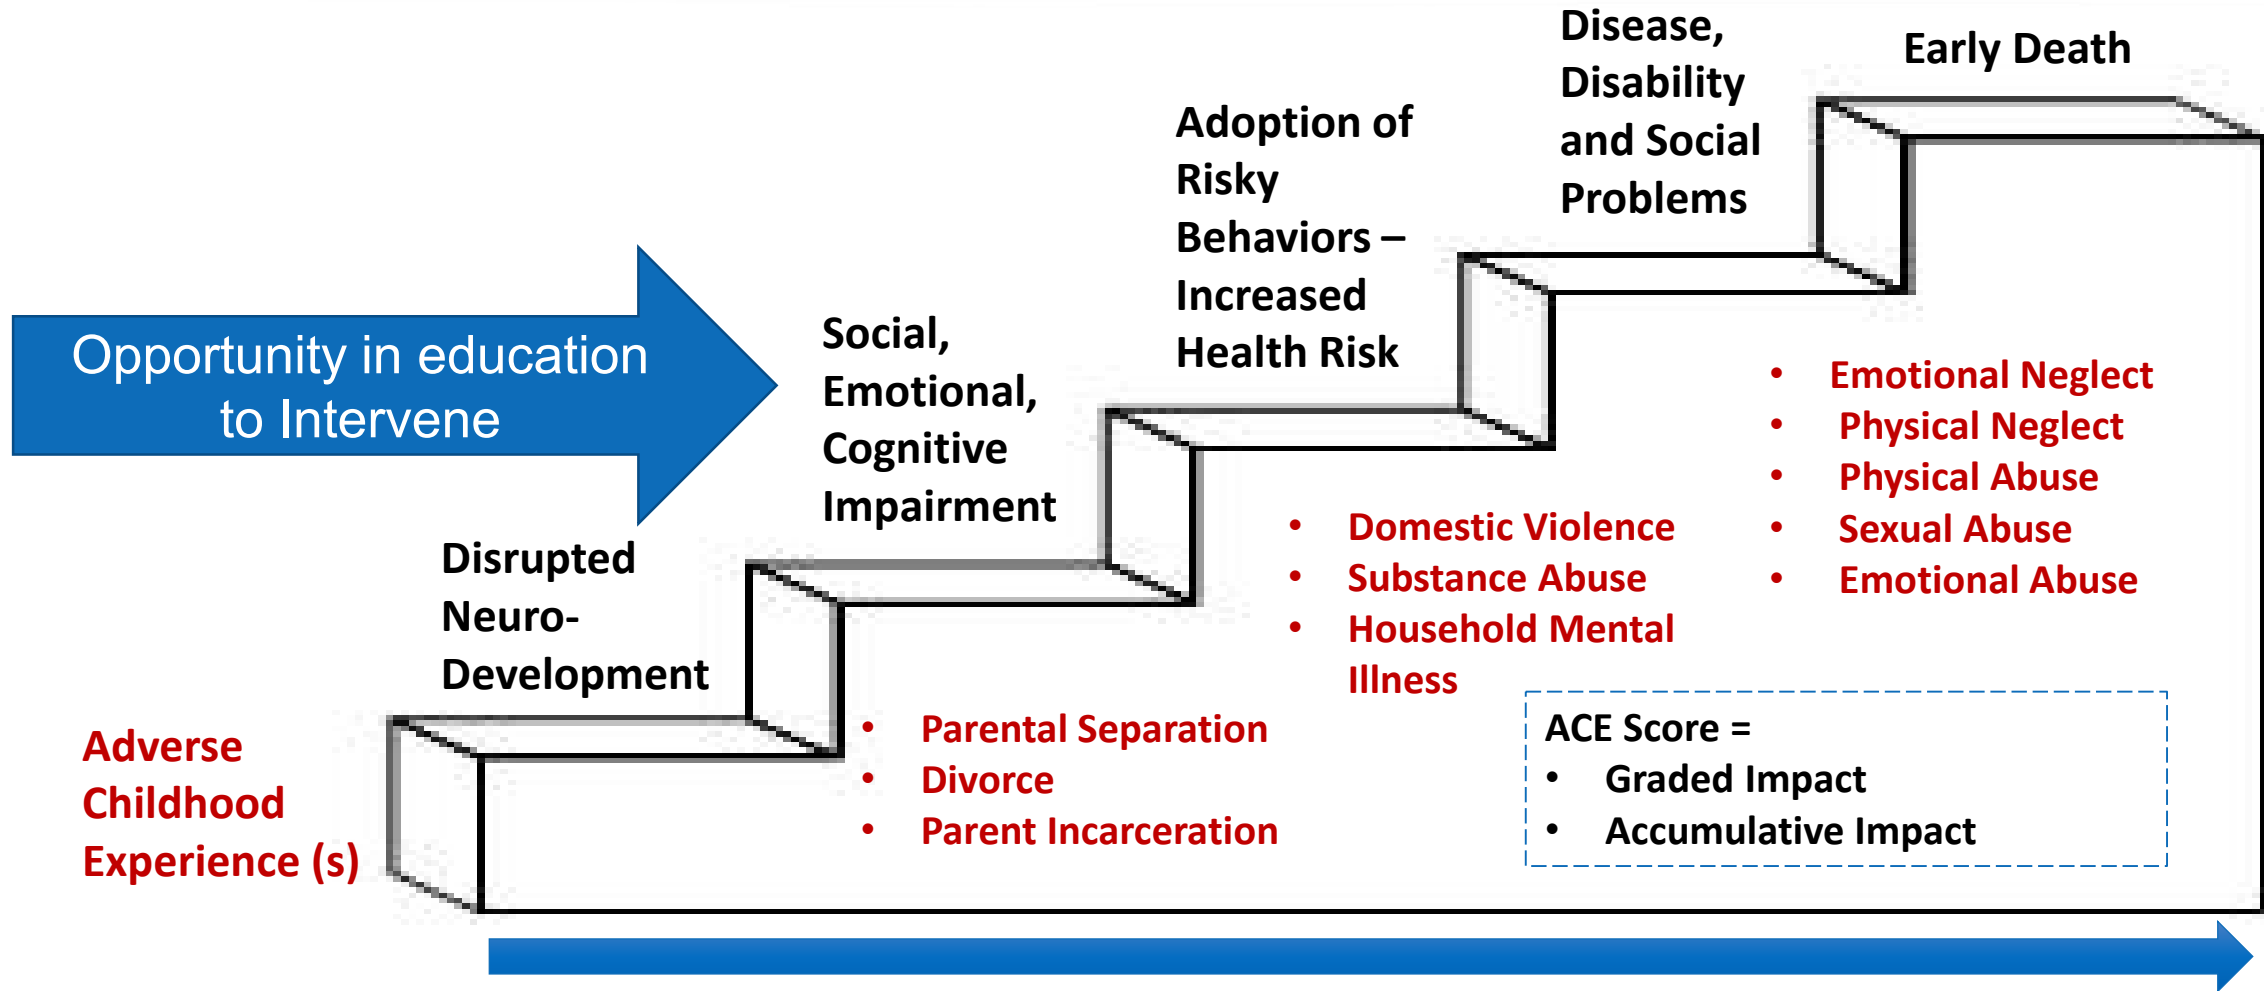 Disease,
Disability
and Social
Problems
Early Death
Adoption of
Risky
Behaviors –
Increased
Health Risk
Opportunity in education
to Intervene
Social,
Emotional,
Cognitive
Impairment
Disrupted
Neuro-
Development
Adverse
Childhood
Experience (s)
• Parental Separation
• Divorce
• Parent Incarceration
• Domestic Violence
• Substance Abuse
• Household Mental
Illness
• Emotional Neglect
• Physical Neglect
• Physical Abuse
• Sexual Abuse
• Emotional Abuse
ACE Score =
• Graded Impact
• Accumulative Impact